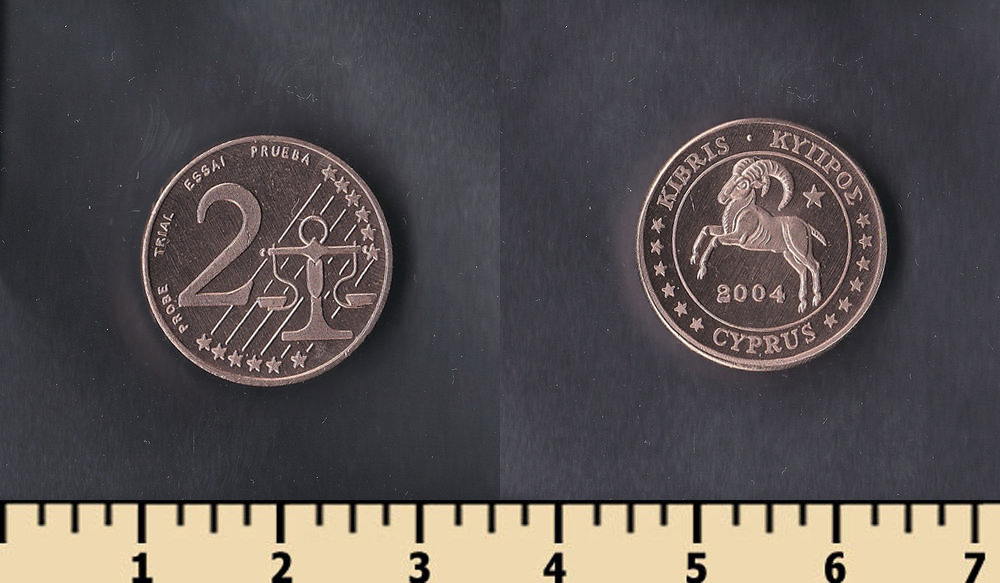 PROBE TRIAL ESSAI PRUEBA
2
KIBRIS · ΚΥΠΡΟΣ
2004
CYPRUS
1 2 3 4 5 6 7